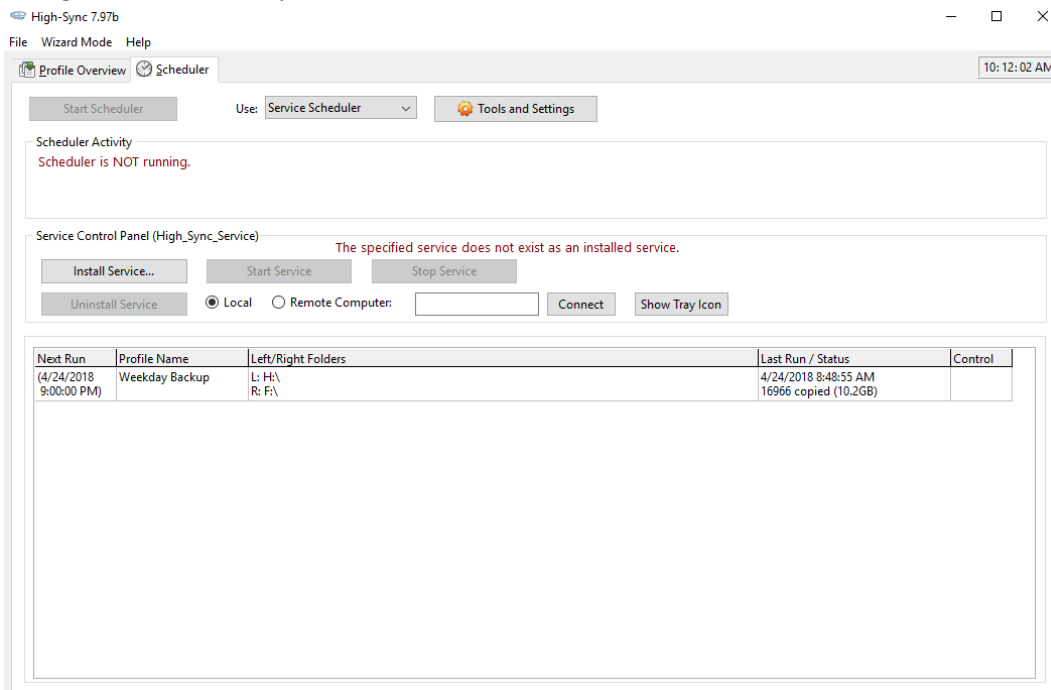 High-Sync 7.97b
File Wizard Mode Help
Profile Overview Scheduler 10:12:02 AM
Start Scheduler Use: Service Scheduler Tools and Settings
Scheduler Activity
Scheduler is NOT running.
Service Control Panel (High_Sync_Service)
The specified service does not exist as an installed service.
Install Service... Start Service Stop Service
Uninstall Service Local Remote Computer: Connect Show Tray Icon
Next Run Profile Name Left/Right Folders Last Run / Status Control
(4/24/2018 Weekday Backup L: H:\ 4/24/2018 8:48:55 AM
9:00:00 PM) R: F:\ 16966 copied (10.2GB)